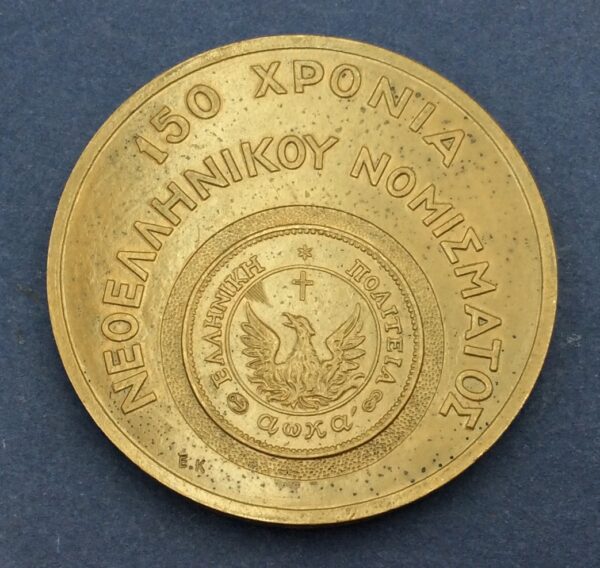 150 ΧΡΟΝΙΑ
ΝΕΟΕΛΛΗΝΙΚΟΥ ΝΟΜΙΣΜΑΤΟΣ
ΕΛΛΗΝΙΚΗ ΠΟΛΙΤΕΙΑ
αωκα'
Ε.Κ